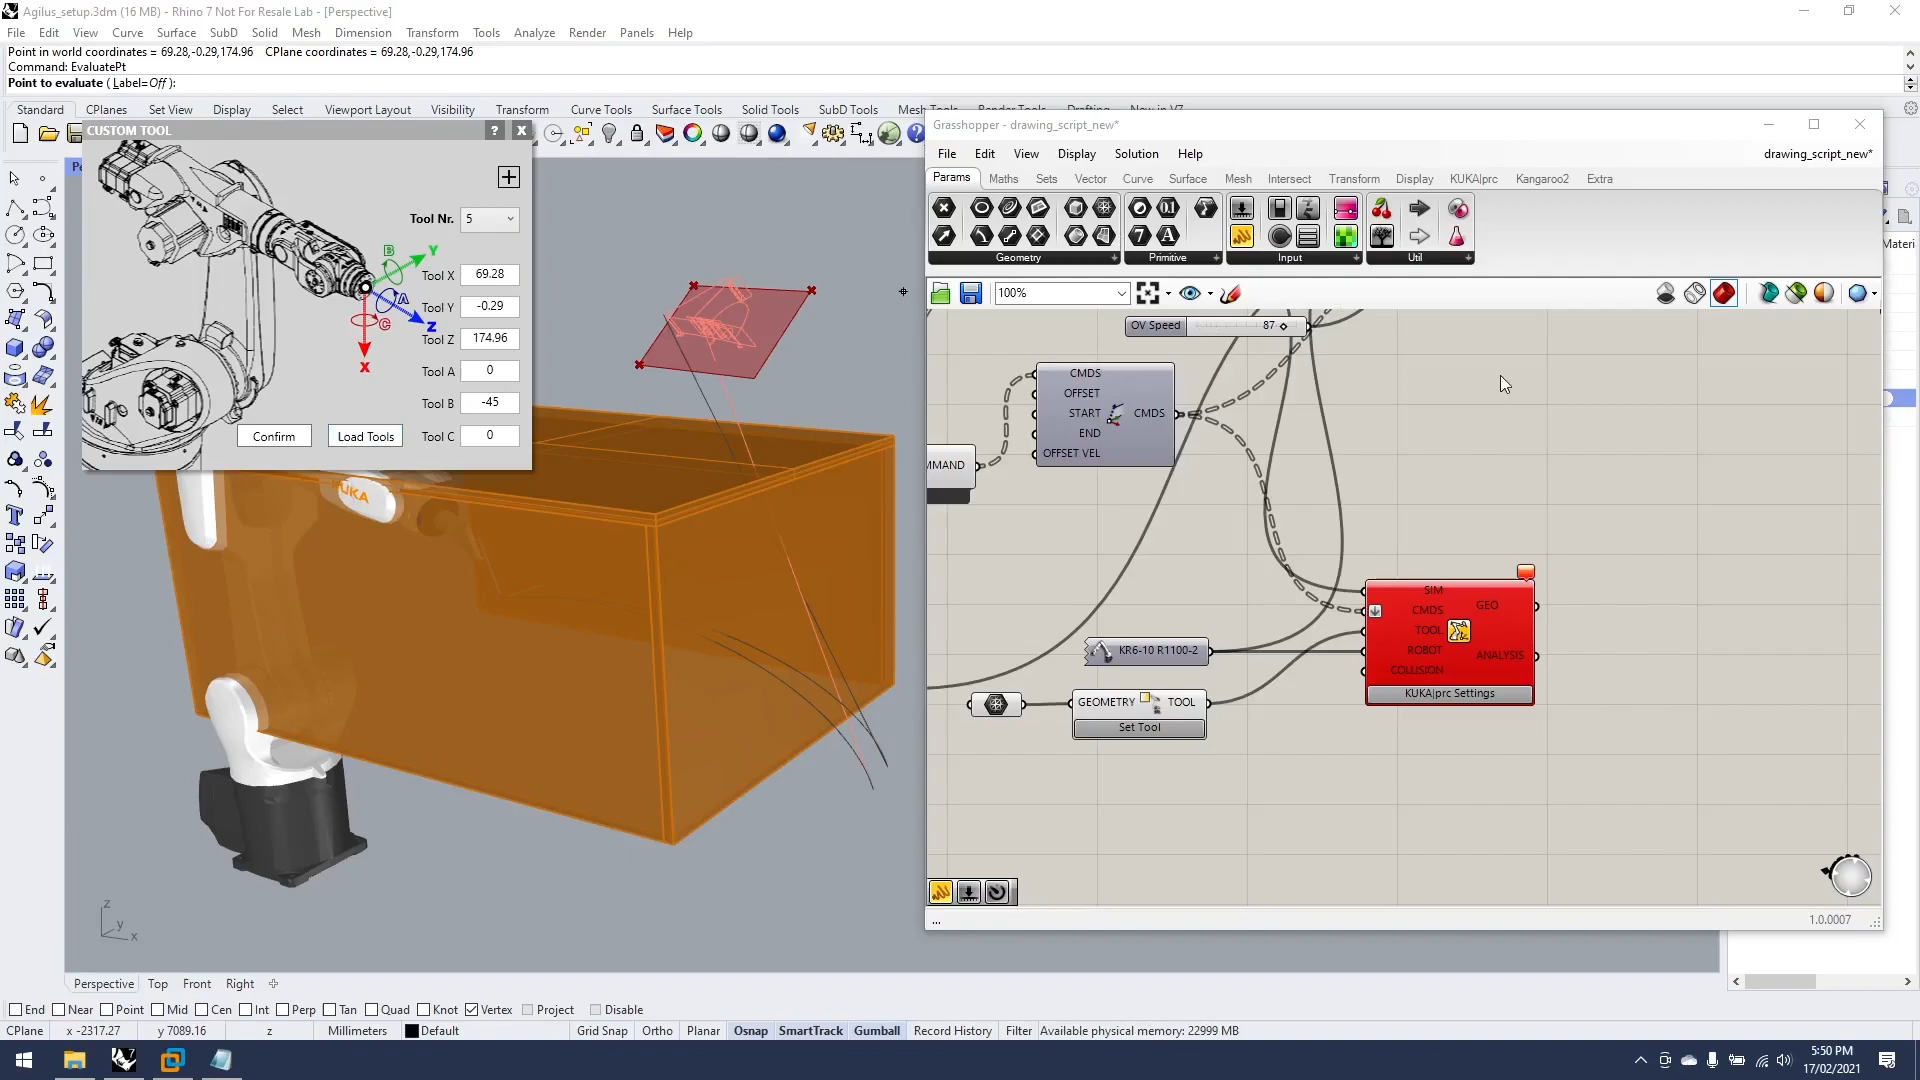 Agilus_setup.3dm (16 MB) - Rhino 7 Not For Resale Lab - [Perspective]
File Edit View Curve Surface SubD Solid Mesh Dimension Transform Tools Analyze Render Panels Help
Point in world coordinates = 69.28,-0.29,174.96 CPlane coordinates = 69.28,-0.29,174.96
Command: EvaluatePt
Point to evaluate ( Label=Off ):
Standard CPlanes Set View Display Select Viewport Layout Visibility Transform Curve Tools Surface Tools Solid Tools SubD Tools Mesh Tools Render Tools Drafting New in V7
CUSTOM TOOL ? X
Tool Nr. 5
B Y
Tool X 69.28
A
Tool Y -0.29
C Z
Tool Z 174.96
X
Tool A 0
Tool B -45
Confirm Load Tools Tool C 0
KUKA
z
y
x
Grasshopper - drawing_script_new*
File Edit View Display Solution Help drawing_script_new*
Params Maths Sets Vector Curve Surface Mesh Intersect Transform Display KUKA|prc Kangaroo2 Extra
Geometry Primitive Input Util
100%
OV Speed 87
CMDS
OFFSET
START CMDS
END
OFFSET VEL
MMAND
SIM
CMDS GEO
TOOL
ROBOT ANALYSIS
COLLISION
KUKA|prc Settings
KR6-10 R1100-2
GEOMETRY TOOL
Set Tool
... 1.0.0007
Materi
Perspective Top Front Right
End Near Point Mid Cen Int Perp Tan Quad Knot Vertex Project Disable
CPlane x -2317.27 y 7089.16 z Millimeters Default Grid Snap Ortho Planar Osnap SmartTrack Gumball Record History Filter Available physical memory: 22999 MB
5:50 PM
17/02/2021